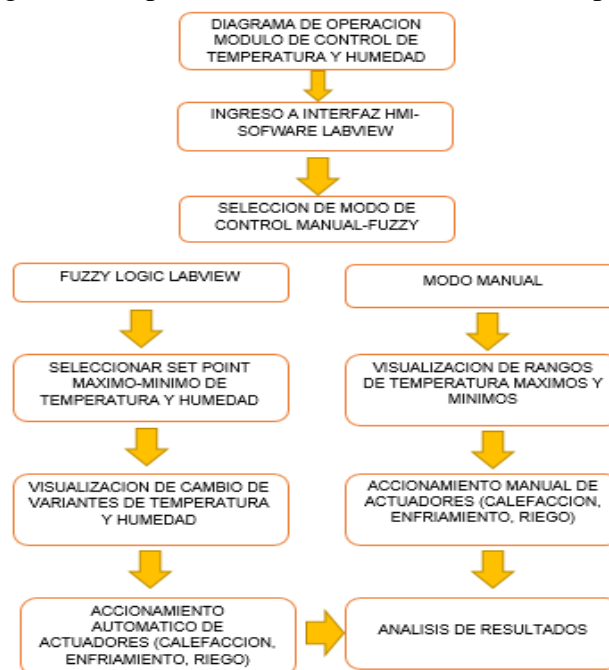 DIAGRAMA DE OPERACION
MODULO DE CONTROL DE
TEMPERATURA Y HUMEDAD
INGRESO A INTERFAZ HMI-
SOFWARE LABVIEW
SELECCION DE MODO DE
CONTROL MANUAL-FUZZY
FUZZY LOGIC LABVIEW
SELECCIONAR SET POINT
MAXIMO-MINIMO DE
TEMPERATURA Y HUMEDAD
VISUALIZACION DE CAMBIO DE
VARIANTES DE TEMPERATURA
Y HUMEDAD
ACCIONAMIENTO
AUTOMATICO DE
ACTUADORES (CALEFACCION,
ENFRIAMIENTO, RIEGO)
MODO MANUAL
VISUALIZACION DE RANGOS
DE TEMPERATURA MAXIMOS Y
MINIMOS
ACCIONAMIENTO MANUAL DE
ACTUADORES (CALEFACCION,
ENFRIAMIENTO, RIEGO)
ANALISIS DE RESULTADOS